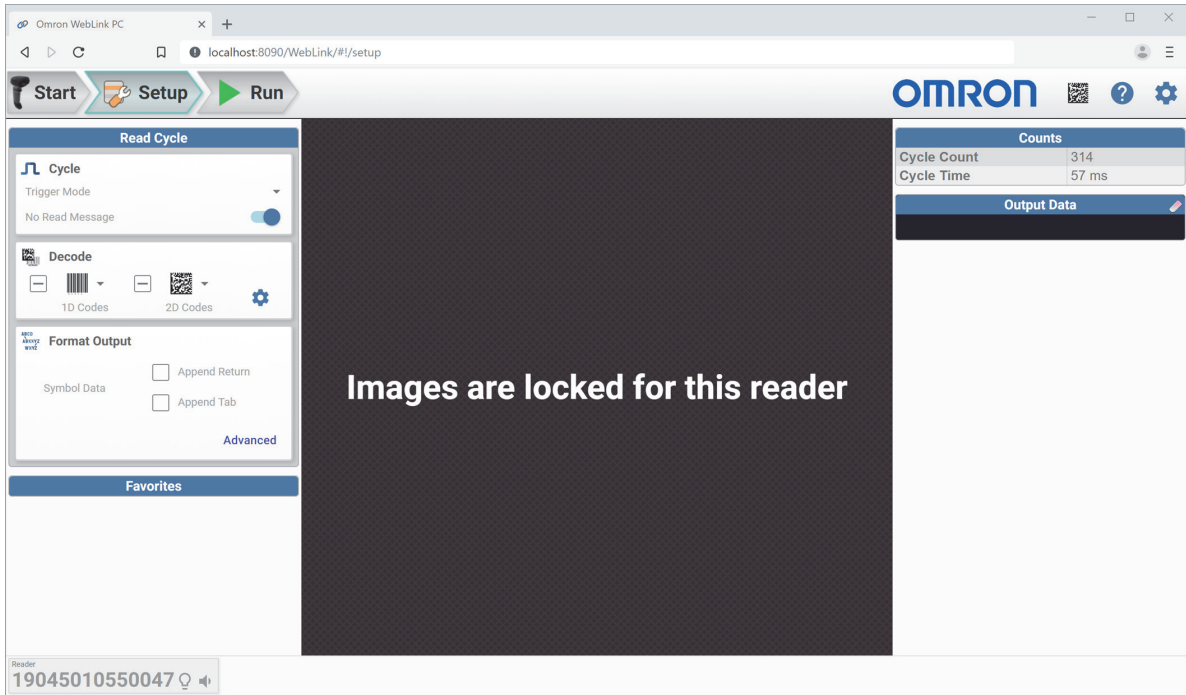 Omron WebLink PC
localhost:8090/WebLink/#!/setup
Start
Setup
Run
OMRON
Read Cycle
Cycle
Trigger Mode
No Read Message
Decode
1D Codes
2D Codes
Format Output
Symbol Data
Append Return
Append Tab
Advanced
Favorites
Images are locked for this reader
Counts
Cycle Count 314
Cycle Time 57 ms
Output Data
Reader
19045010550047